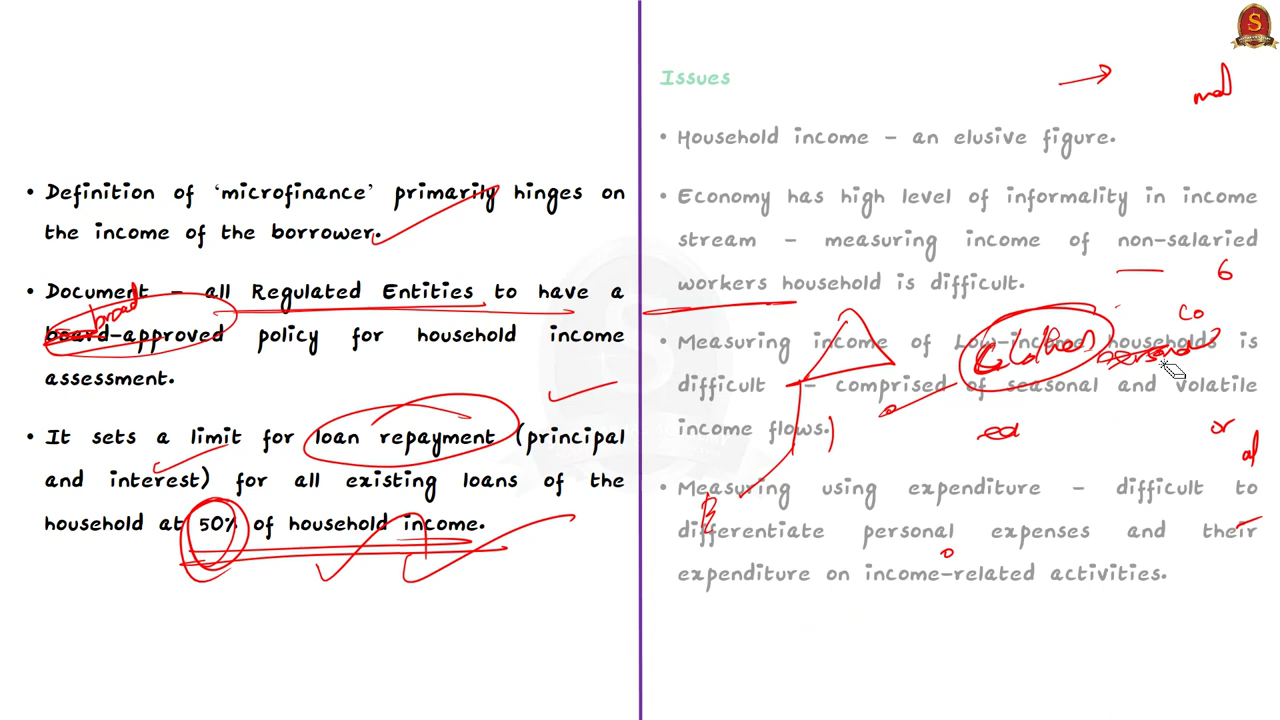 • Definition of ‘microfinance’ primarily hinges on
the income of the borrower.
• Document – all Regulated Entities to have a
broad
board-approved policy for household income
assessment.
• It sets a limit for loan repayment (principal
and interest) for all existing loans of the
household at 50% of household income.
S
Issues
• Household income – an elusive figure.
• Economy has high level of informality in income
stream – measuring income of non-salaried
workers household is difficult.
6
Co
• Measuring income of Low-income households is
difficult – comprised of seasonal and volatile
income flows.
or
• Measuring using expenditure – difficult to
differentiate personal expenses and their
expenditure on income-related activities.